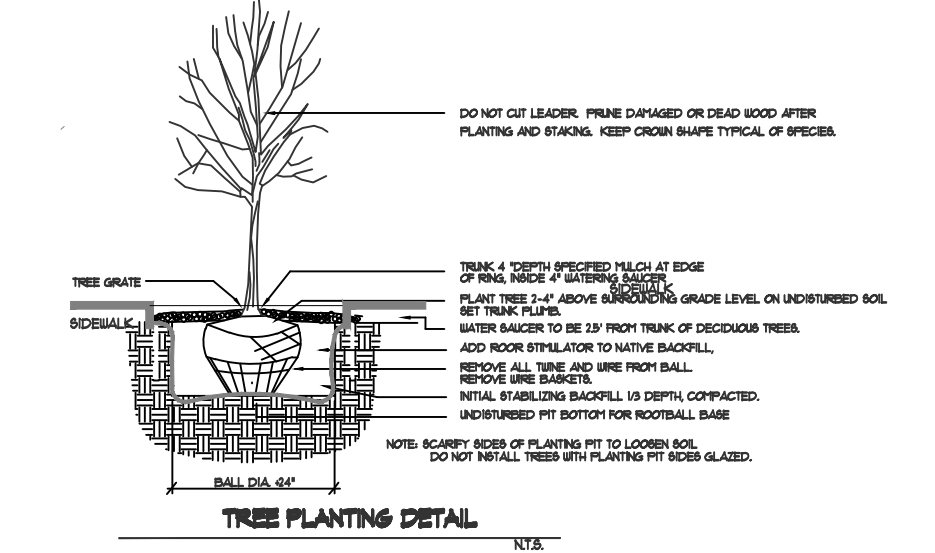 DO NOT CUT LEADER. PRUNE DAMAGED OR DEAD WOOD AFTER
PLANTING AND STAKING. KEEP CROWN SHAPE TYPICAL OF SPECIES.
TRUNK 4 "DEPTH SPECIFIED MULCH AT EDGE
OF RING, INSIDE 4" WATERING SAUCER
TREE GRATE
SIDEWALK
PLANT TREE 2-4" ABOVE SURROUNDING GRADE LEVEL ON UNDISTURBED SOIL
SET TRUNK PLUMB.
SIDEWALK
WATER SAUCER TO BE 2.5' FROM TRUNK OF DECIDUOUS TREES.
ADD ROOR STIMULATOR TO NATIVE BACKFILL,
REMOVE ALL TWINE AND WIRE FROM BALL.
REMOVE WIRE BASKETS.
INITIAL STABILIZING BACKFILL 1/3 DEPTH, COMPACTED.
UNDISTURBED PIT BOTTOM FOR ROOTBALL BASE
NOTE: SCARIFY SIDES OF PLANTING PIT TO LOOSEN SOIL
DO NOT INSTALL TREES WITH PLANTING PIT SIDES GLAZED.
BALL DIA. +24"
TREE PLANTING DETAIL
N.T.S.